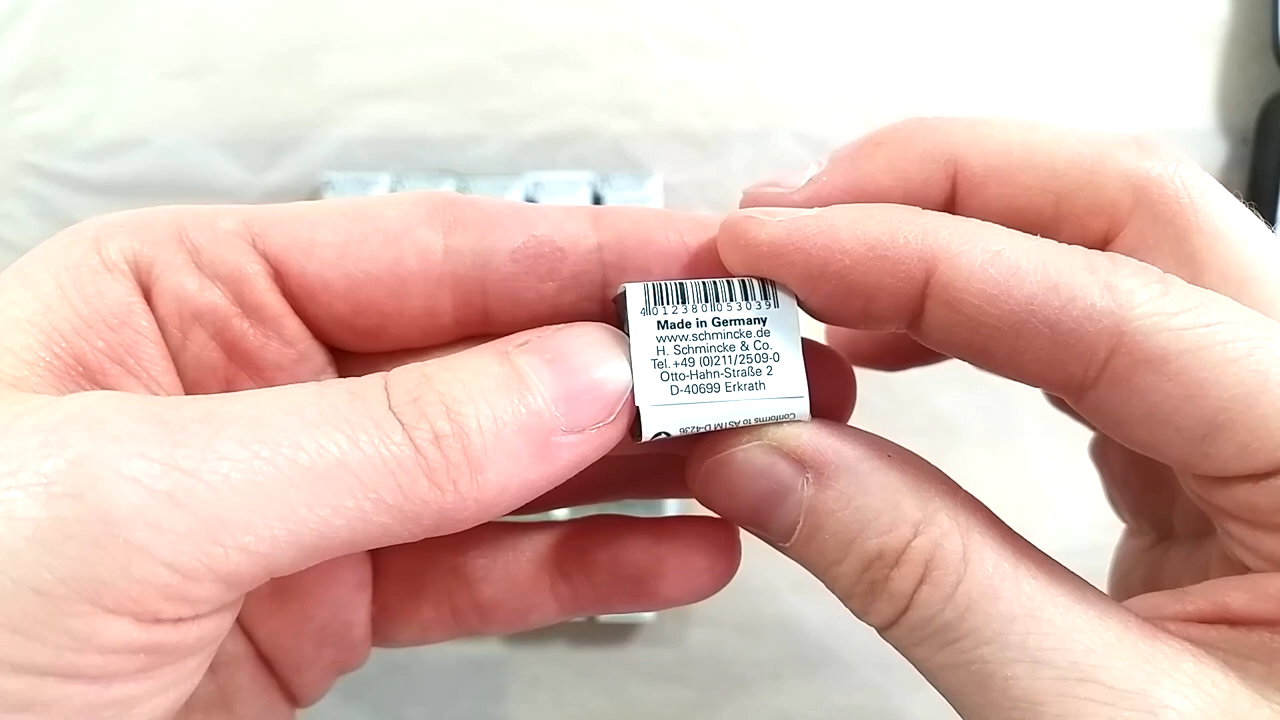 4012380053039
Made in Germany
www.schmincke.de
H. Schmincke & Co.
Tel. +49 (0)211/2509-0
Otto-Hahn-Straße 2
D-40699 Erkrath
Conforms to ASTM D-4236